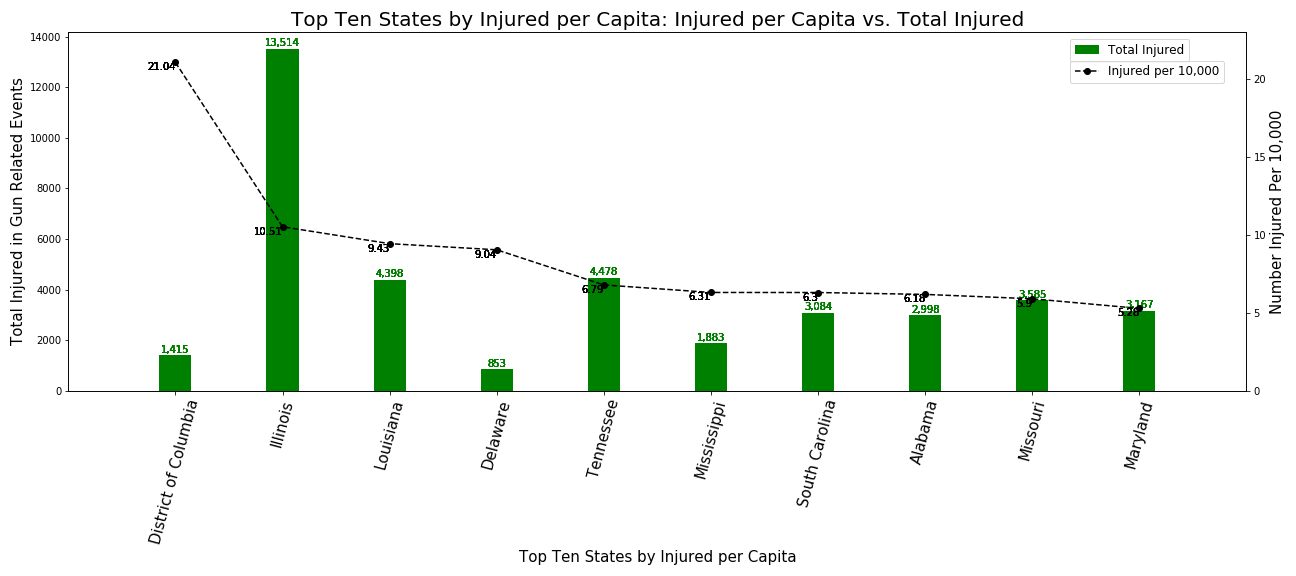 Top Ten States by Injured per Capita: Injured per Capita vs. Total Injured
Total Injured
Injured per 10,000
Total Injured in Gun Related Events
14000
12000
10000
8000
6000
4000
2000
0
Number Injured Per 10,000
20
15
10
5
0
21.04
10.51
9.43
9.04
6.79
6.31
6.3
6.18
5.9
5.28
1,415
13,514
4,398
853
4,478
1,883
3,084
2,998
3,585
3,167
District of Columbia
Illinois
Louisiana
Delaware
Tennessee
Mississippi
South Carolina
Alabama
Missouri
Maryland
Top Ten States by Injured per Capita